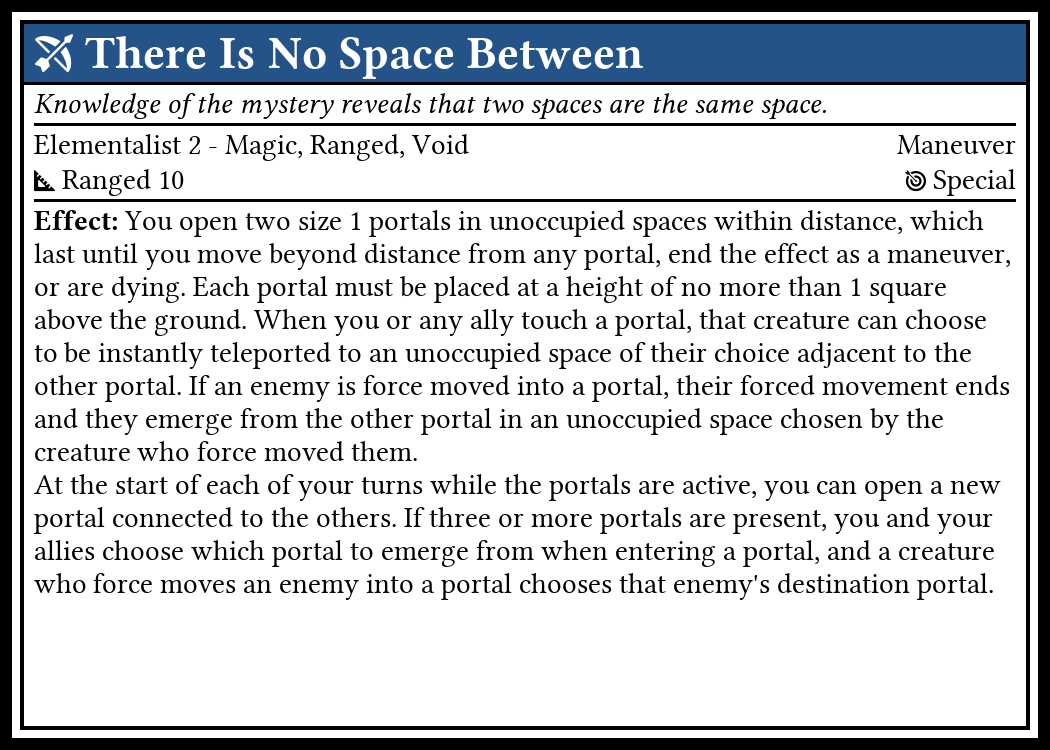 There Is No Space Between
Knowledge of the mystery reveals that two spaces are the same space.
Elementalist 2 - Magic, Ranged, Void
Maneuver
Ranged 10
Special
Effect: You open two size 1 portals in unoccupied spaces within distance, which
last until you move beyond distance from any portal, end the effect as a maneuver,
or are dying. Each portal must be placed at a height of no more than 1 square
above the ground. When you or any ally touch a portal, that creature can choose
to be instantly teleported to an unoccupied space of their choice adjacent to the
other portal. If an enemy is force moved into a portal, their forced movement ends
and they emerge from the other portal in an unoccupied space chosen by the
creature who force moved them.
At the start of each of your turns while the portals are active, you can open a new
portal connected to the others. If three or more portals are present, you and your
allies choose which portal to emerge from when entering a portal, and a creature
who force moves an enemy into a portal chooses that enemy's destination portal.